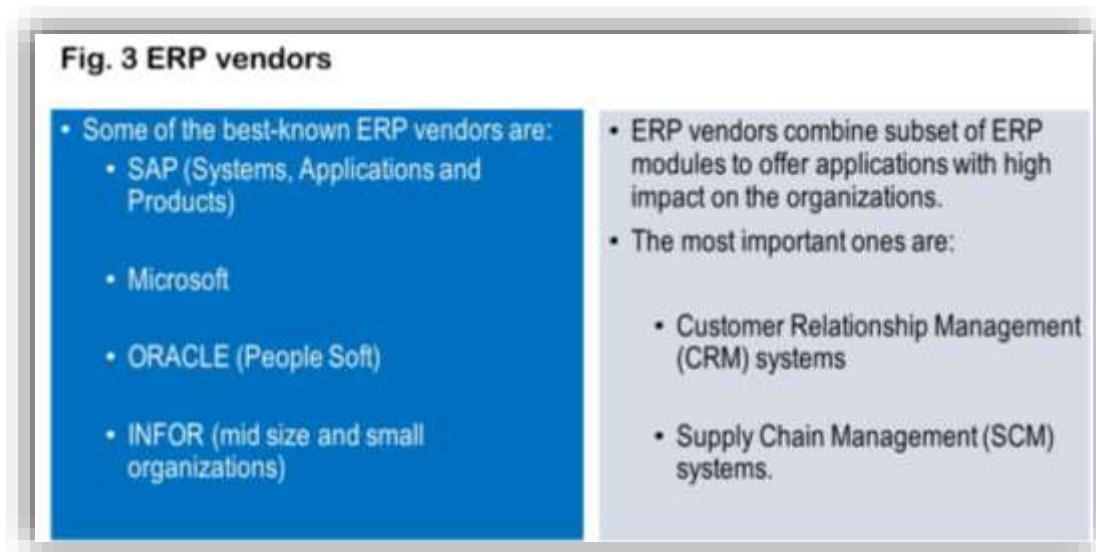 Fig. 3 ERP vendors
• Some of the best-known ERP vendors are:
• SAP (Systems, Applications and
Products)
• Microsoft
• ORACLE (People Soft)
• INFOR (mid size and small
organizations)
• ERP vendors combine subset of ERP
modules to offer applications with high
impact on the organizations.
• The most important ones are:
• Customer Relationship Management
(CRM) systems
• Supply Chain Management (SCM)
systems.